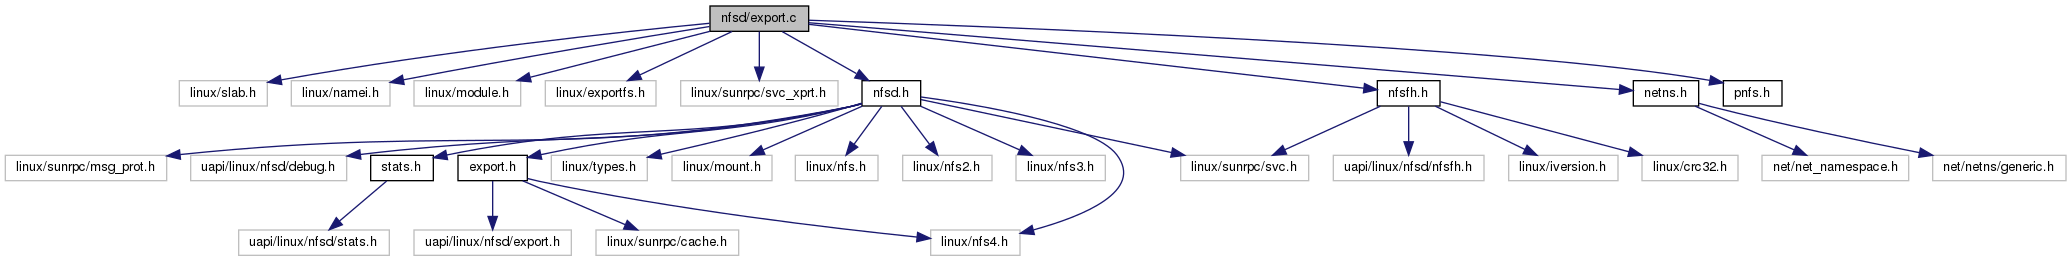 nfsd/export.c
linux/slab.h
linux/namei.h
linux/module.h
linux/exportfs.h
linux/sunrpc/svc_xprt.h
nfsd.h
nfsfh.h
netns.h
pnfs.h
linux/sunrpc/msg_prot.h
uapi/linux/nfsd/debug.h
stats.h
export.h
linux/types.h
linux/mount.h
linux/nfs.h
linux/nfs2.h
linux/nfs3.h
linux/sunrpc/svc.h
uapi/linux/nfsd/nfsfh.h
linux/iversion.h
linux/crc32.h
net/net_namespace.h
net/netns/generic.h
uapi/linux/nfsd/stats.h
uapi/linux/nfsd/export.h
linux/sunrpc/cache.h
linux/nfs4.h